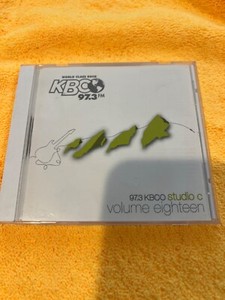 WORLD CLASS ROCK
KBCO
97.3 FM
97.3 KBCO studio c
volume eighteen